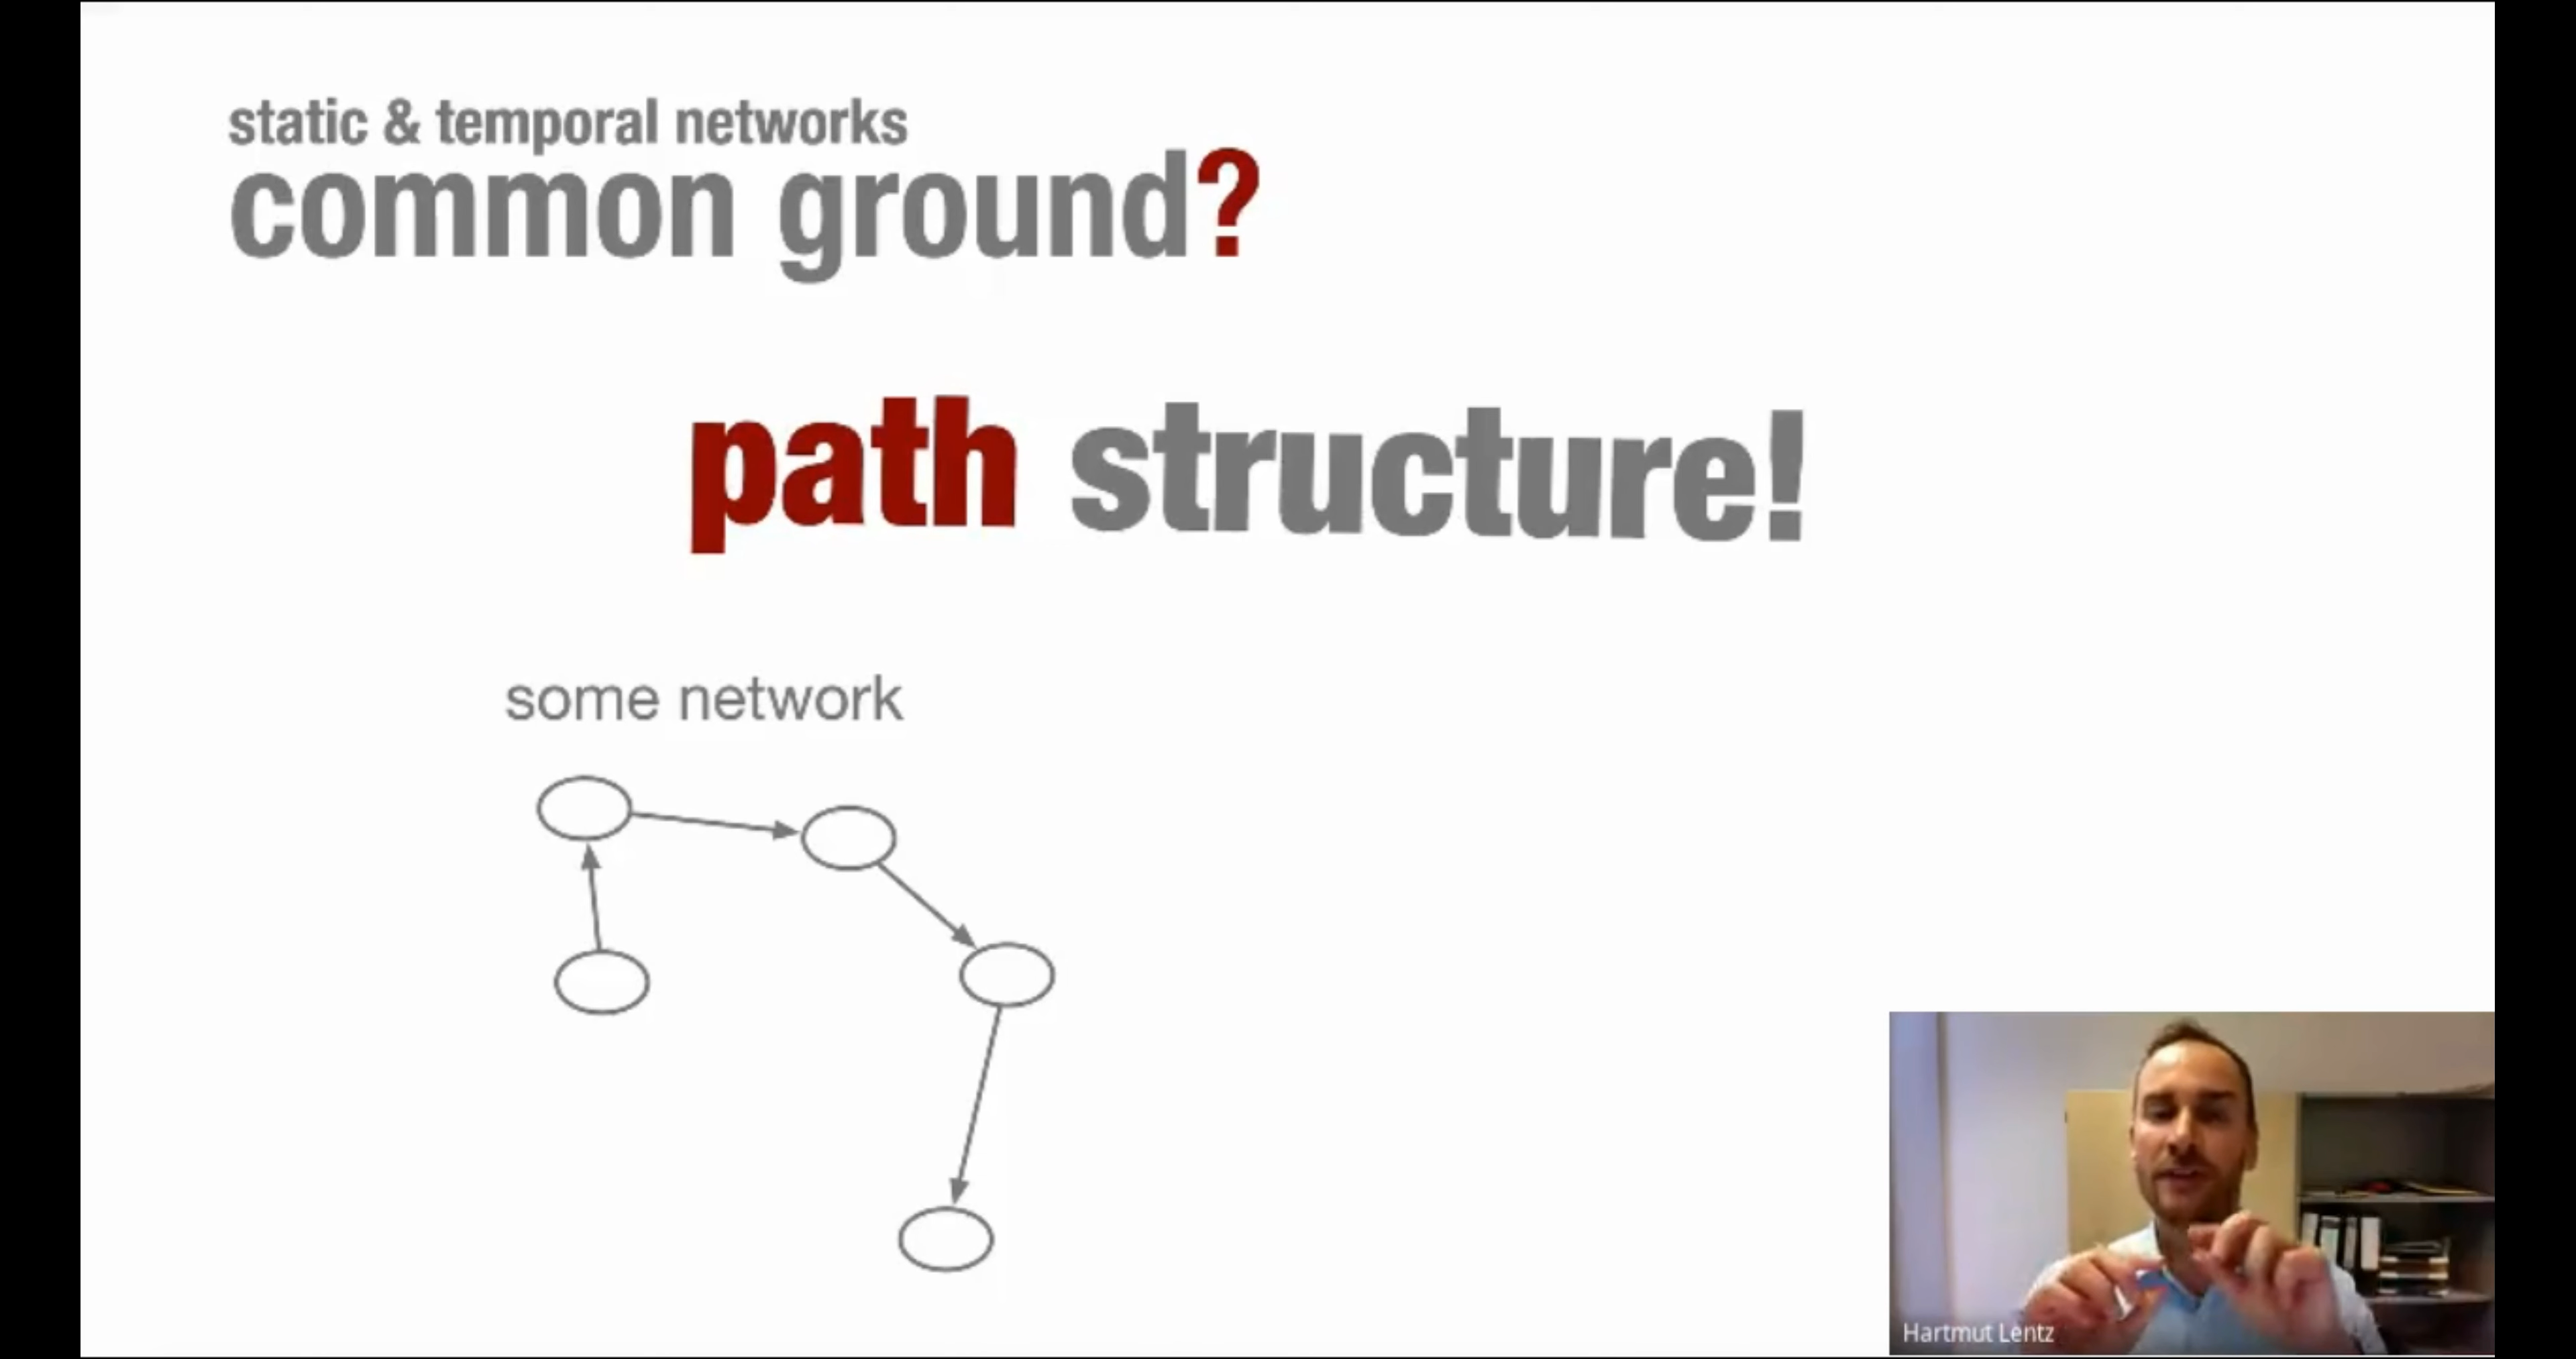 static & temporal networks
common ground?
path structure!
some network
Hartmut Lentz